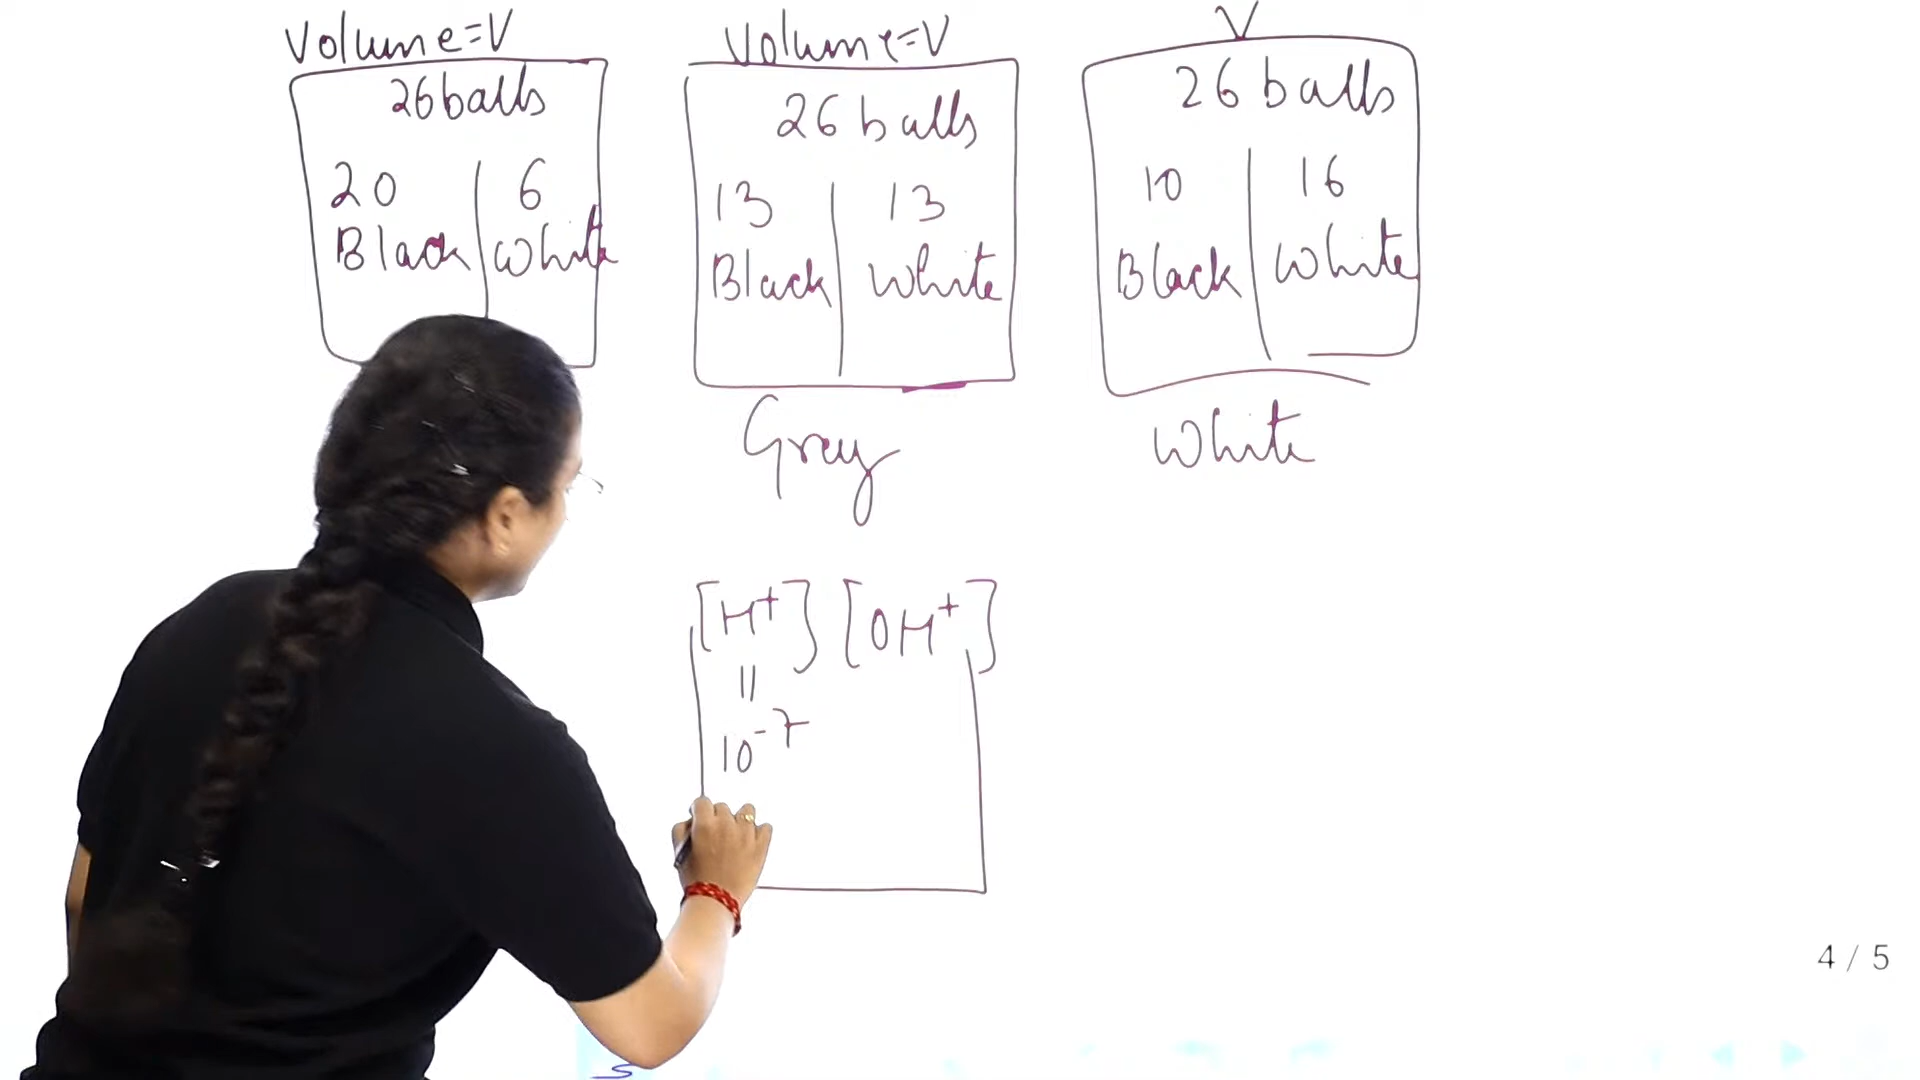 Volume=V
26 balls
20 6
Black White
Volume=V
26 balls
13 13
Black White
Grey
V
26 balls
10 16
Black White
White
[H+] [OH+]
||
10-7
4 / 5